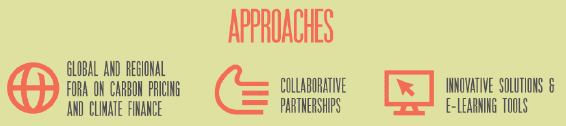 APPROACHES
GLOBAL AND REGIONAL
FORA ON CARBON PRICING
AND CLIMATE FINANCE
COLLABORATIVE
PARTNERSHIPS
INNOVATIVE SOLUTIONS &
E-LEARNING TOOLS